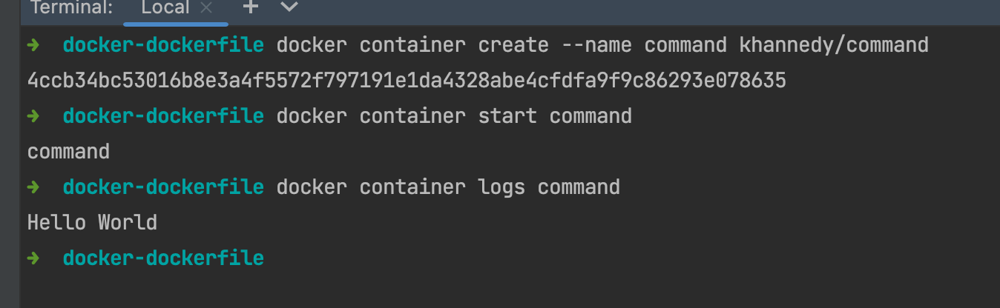 Terminal: Local × + 
➜ docker-dockerfile docker container create --name command khannedy/command
4ccb34bc53016b8e3a4f5572f797191e1da4328abe4cfdfa9f9c86293e078635
➜ docker-dockerfile docker container start command
command
➜ docker-dockerfile docker container logs command
Hello World
➜ docker-dockerfile